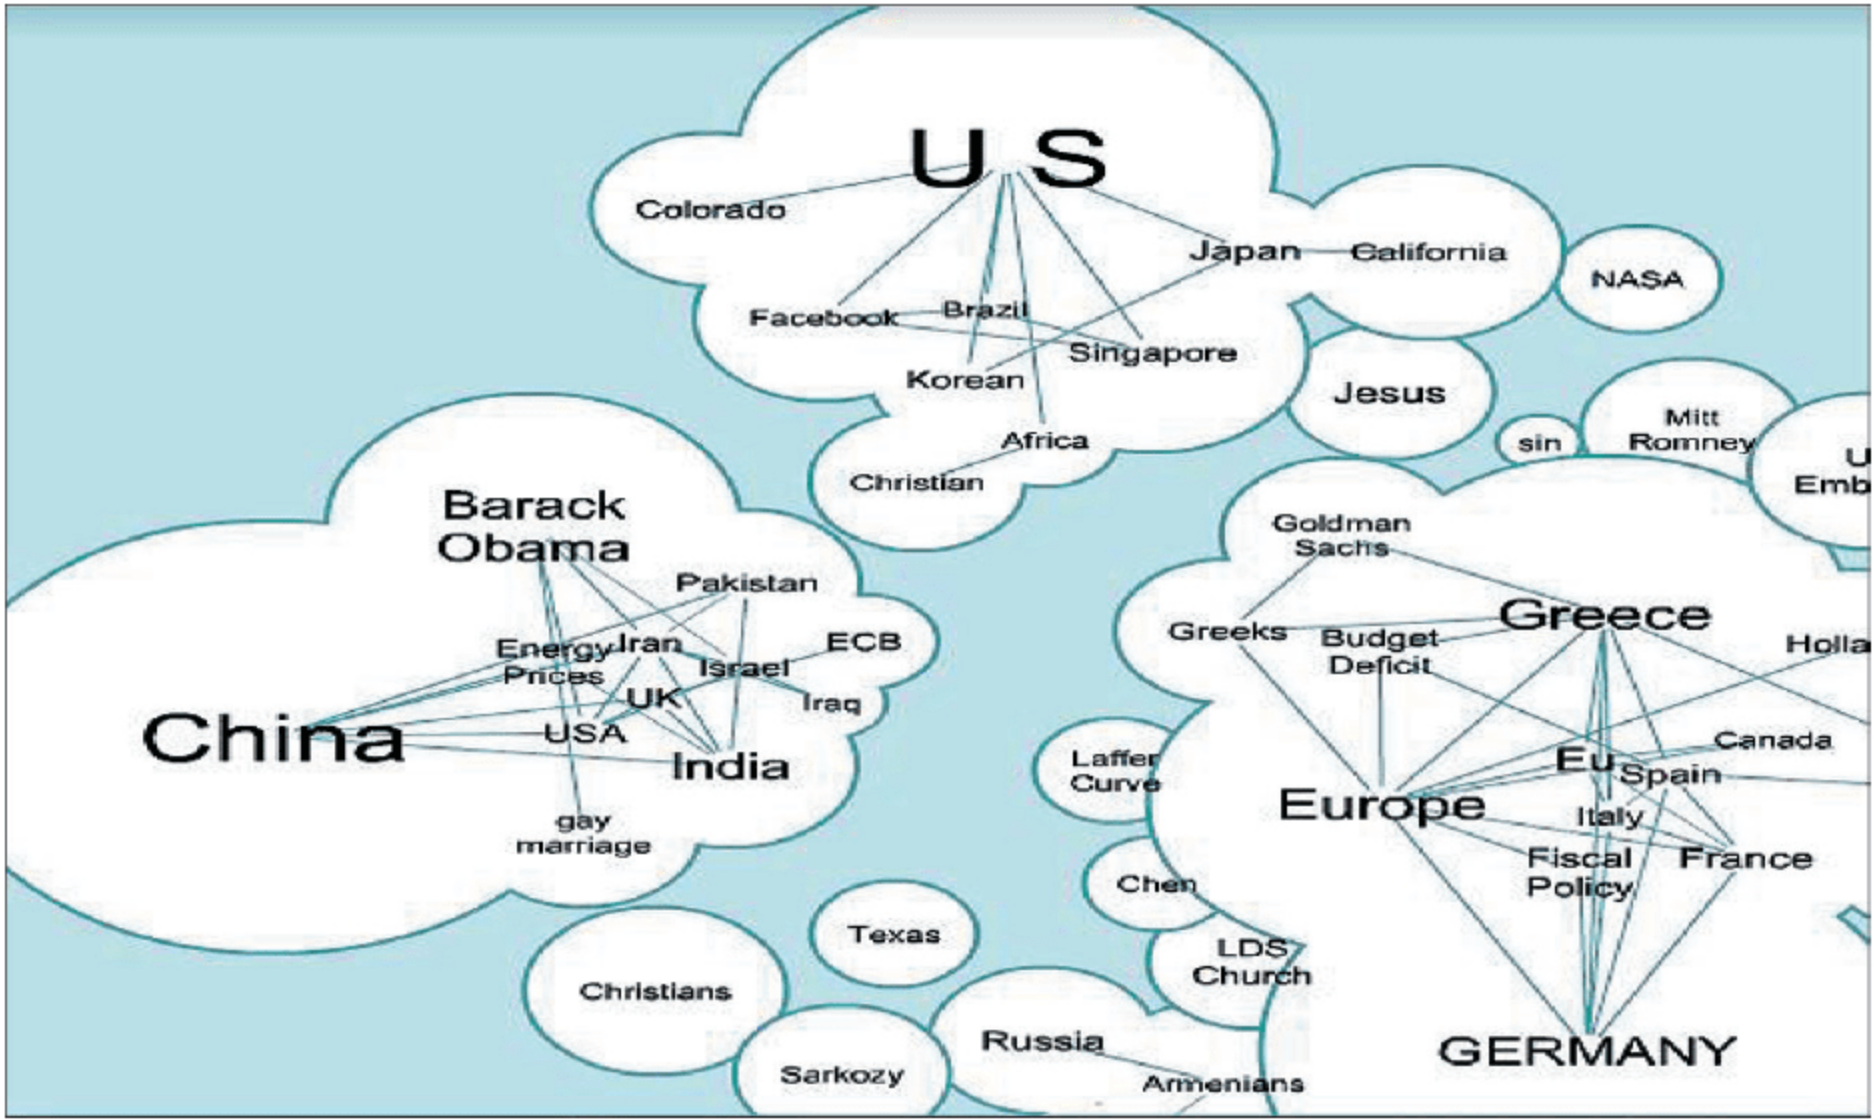 U S
Colorado
Japan
California
NASA
Facebook
Brazil
Singapore
Korean
Jesus
Africa
Christian
sin
Mitt
Romney
U
Emb
Barack
Obama
Pakistan
Energy
Prices
Iran
Israel
ECB
UK
Iraq
USA
China
India
gay
marriage
Goldman
Sachs
Greece
Greeks
Budget
Deficit
Holla
Canada
Eu
Spain
Laffer
Curve
Europe
Italy
Fiscal
Policy
France
Chen
Texas
LDS
Church
Christians
Russia
GERMANY
Sarkozy
Armenians